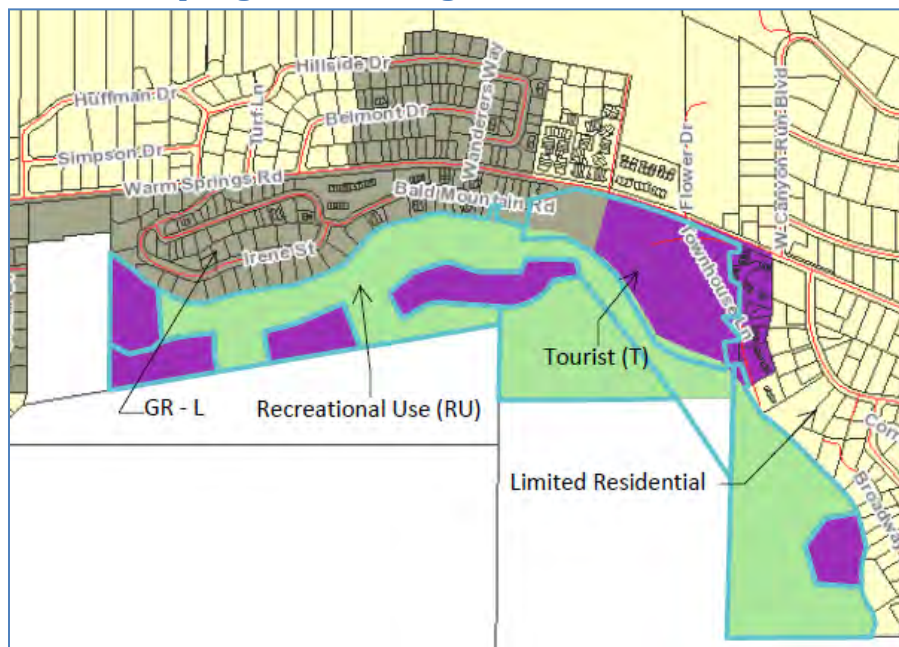 Hillside Dr
Huffman Dr
Turf Ln
Belmont Dr
Wanderers Way
Simpson Dr
Warm Springs Rd
Bald Mountain Rd
Irene St
Flower Dr
W Canyon Run Blvd
Townhouse Ln
Tourist (T)
GR - L
Recreational Use (RU)
Limited Residential
Broadway